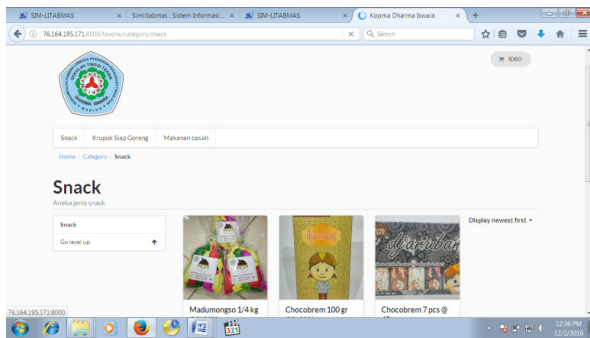 SIM-LITABMAS
Simlitabmas : Sistem Informasi...
SIM-LITABMAS
Kopma Dharma Iswara
76.164.195.171:8000/taxons/category/snack
Search
IDR0
Snack
Krupuk Siap Goreng
Makanan basah
Home / Category / Snack
Snack
Aneka jenis snack
Display newest first
Snack
Go level up
Madumongso 1/4 kg
Chocobrem 100 gr
Chocobrem 7 pcs @
76.164.195.171:8000
12:36 PM
12/2/2016